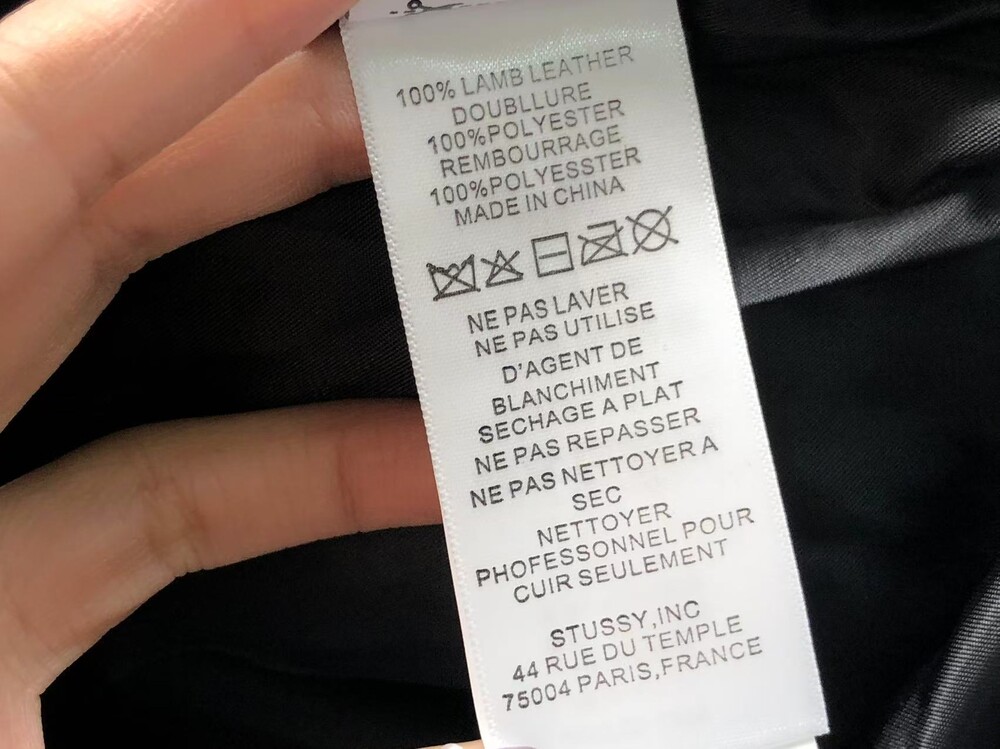 100% LAMB LEATHER
DOUBLLURE
100%POLYESTER
REMBOURRAGE
100%POLYESSTER
MADE IN CHINA
NE PAS LAVER
NE PAS UTILISE
D'AGENT DE
BLANCHIMENT
SECHAGE A PLAT
NE PAS REPASSER
NE PAS NETTOYER A
SEC
NETTOYER
PHOFESSONNEL POUR
CUIR SEULEMENT
STUSSY,INC
44 RUE DU TEMPLE
75004 PARIS,FRANCE